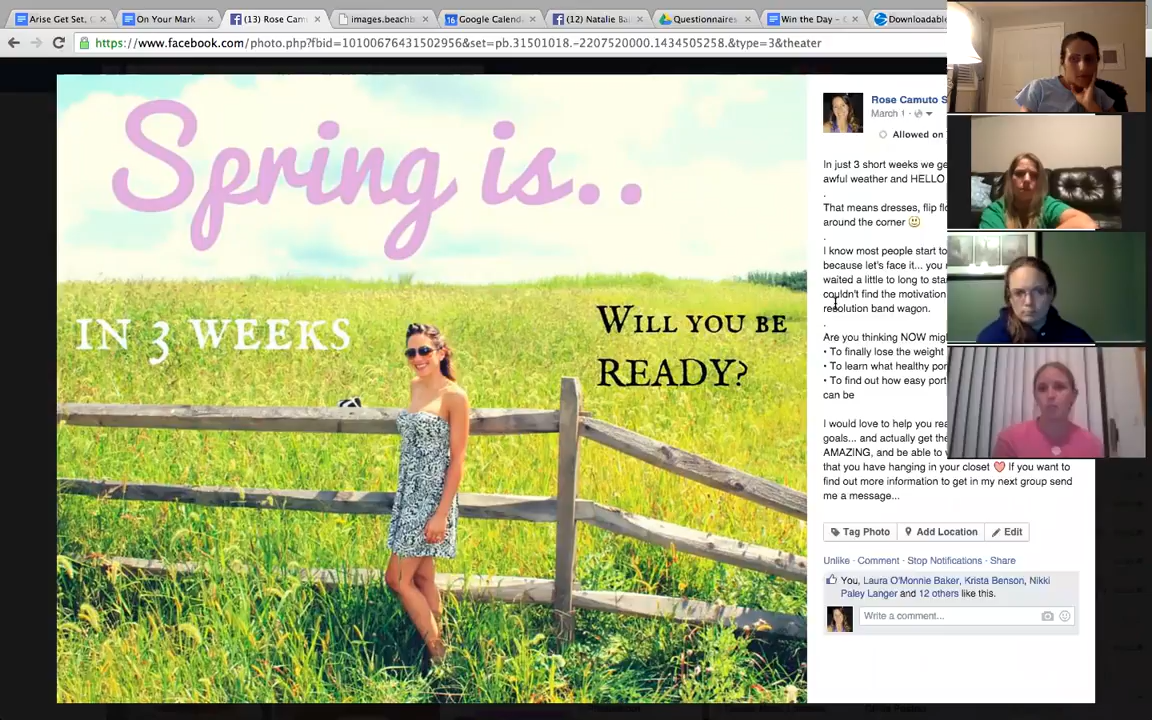 Arise Get Set,
On Your Mark
(13) Rose Cam
images.beachb
Google Calend
(12) Natalie Ba
Questionnaires
Win the Day –
Downloadable
https://www.facebook.com/photo.php?fbid=10100676431502956&set=pb.31501018.-2207520000.1434505258.&type=3&theater
Spring is..
IN 3 WEEKS
WILL YOU BE
READY?
Rose Camuto S
March 1 ·
Allowed on
In just 3 short weeks we ge
awful weather and HELLO
.
That means dresses, flip flo
around the corner
.
I know most people start to
because let's face it... you
waited a little to long to sta
couldn't find the motivation
resolution band wagon.
.
Are you thinking NOW mig
• To finally lose the weight
• To learn what healthy por
• To find out how easy port
can be
I would love to help you rea
goals... and actually get the
AMAZING, and be able to
that you have hanging in your closet ❤ If you want to
find out more information to get in my next group send
me a message...
Tag Photo Add Location Edit
Unlike · Comment · Stop Notifications · Share
You, Laura O'Monnie Baker, Krista Benson, Nikki
Paley Langer and 12 others like this.
Write a comment...